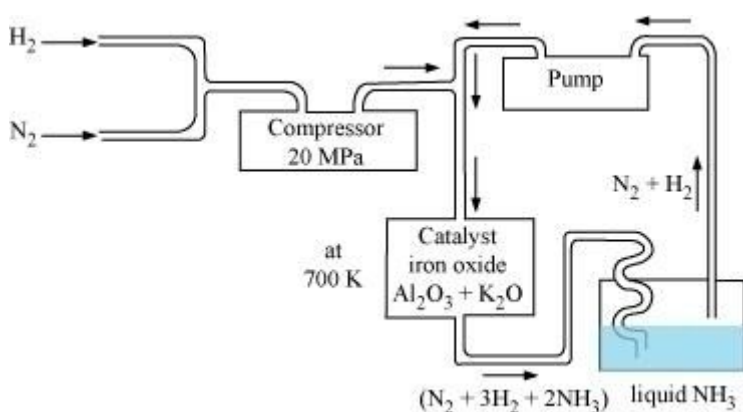 H₂
N₂
Compressor
20 MPa
Pump
N₂ + H₂
at
700 K
Catalyst
iron oxide
Al₂O₃ + K₂O
(N₂ + 3H₂ + 2NH₃)
liquid NH₃